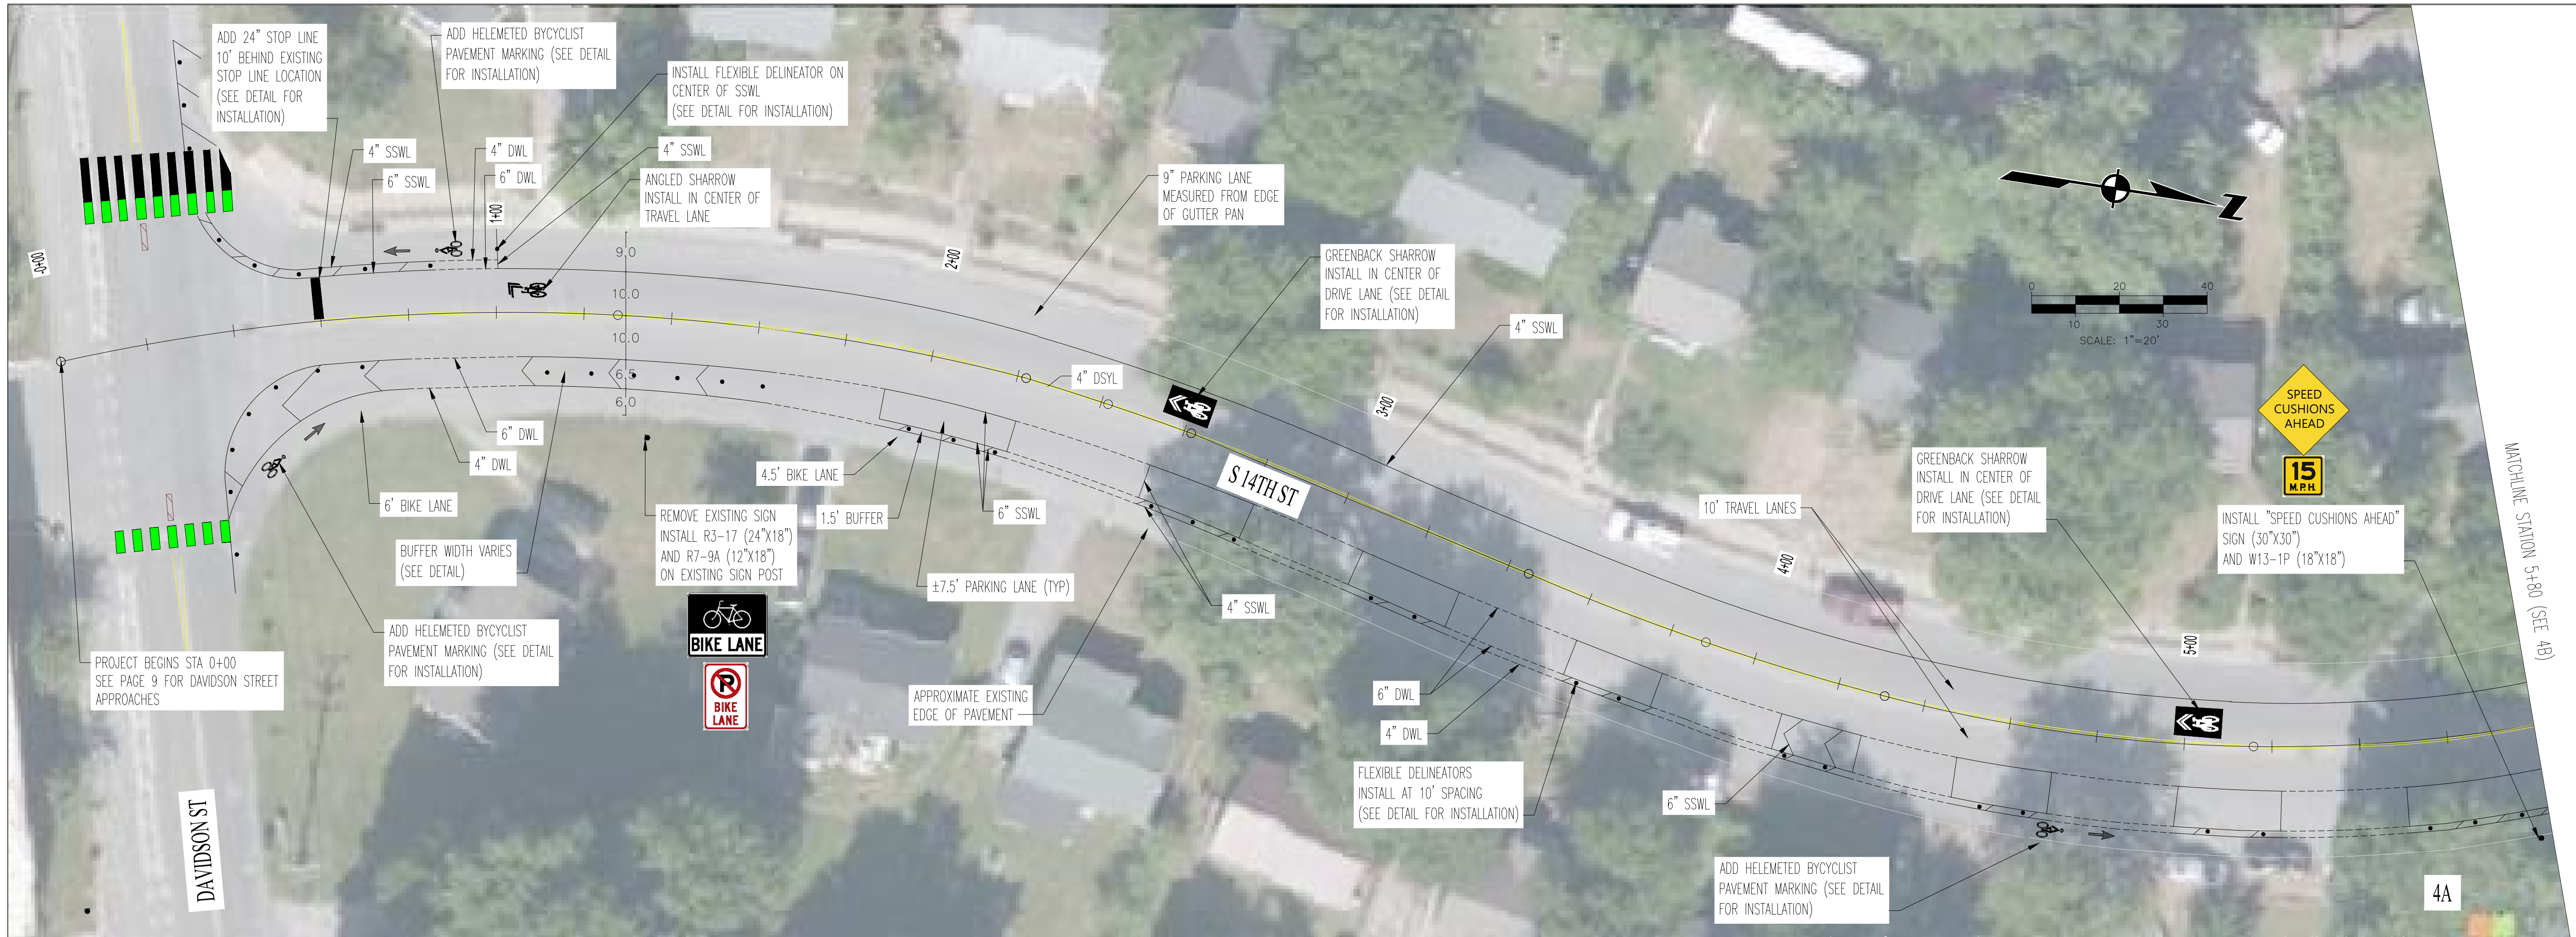 ADD 24" STOP LINE
10' BEHIND EXISTING
STOP LINE LOCATION
(SEE DETAIL FOR
INSTALLATION)
ADD HELEMETED BYCYCLIST
PAVEMENT MARKING (SEE DETAIL
FOR INSTALLATION)
INSTALL FLEXIBLE DELINEATOR ON
CENTER OF SSWL
(SEE DETAIL FOR INSTALLATION)
4" SSWL
6" SSWL
4" DWL
6" DWL
4" SSWL
ANGLED SHARROW
INSTALL IN CENTER OF
TRAVEL LANE
9" PARKING LANE
MEASURED FROM EDGE
OF GUTTER PAN
GREENBACK SHARROW
INSTALL IN CENTER OF
DRIVE LANE (SEE DETAIL
FOR INSTALLATION)
4" SSWL
-0+00
1+00
2+00
3+00
4+00
5+00
9.0
10.0
10.0
6.5
6.0
4" DSYL
S 14TH ST
Z
0 20 40
10 30
SCALE: 1"=20'
SPEED
CUSHIONS
AHEAD
15
M.P.H.
INSTALL "SPEED CUSHIONS AHEAD"
SIGN (30"X30")
AND W13-1P (18"X18")
MATCHLINE STATION 5+80 (SEE 4B)
6" DWL
4" DWL
6' BIKE LANE
BUFFER WIDTH VARIES
(SEE DETAIL)
REMOVE EXISTING SIGN
INSTALL R3-17 (24"X18")
AND R7-9A (12"X18")
ON EXISTING SIGN POST
BIKE LANE
P
BIKE
LANE
4.5' BIKE LANE
1.5' BUFFER
6" SSWL
±7.5' PARKING LANE (TYP)
4" SSWL
APPROXIMATE EXISTING
EDGE OF PAVEMENT
10' TRAVEL LANES
GREENBACK SHARROW
INSTALL IN CENTER OF
DRIVE LANE (SEE DETAIL
FOR INSTALLATION)
6" DWL
4" DWL
FLEXIBLE DELINEATORS
INSTALL AT 10' SPACING
(SEE DETAIL FOR INSTALLATION)
6" SSWL
ADD HELEMETED BYCYCLIST
PAVEMENT MARKING (SEE DETAIL
FOR INSTALLATION)
PROJECT BEGINS STA 0+00
SEE PAGE 9 FOR DAVIDSON STREET
APPROACHES
ADD HELEMETED BYCYCLIST
PAVEMENT MARKING (SEE DETAIL
FOR INSTALLATION)
DAVIDSON ST
4A